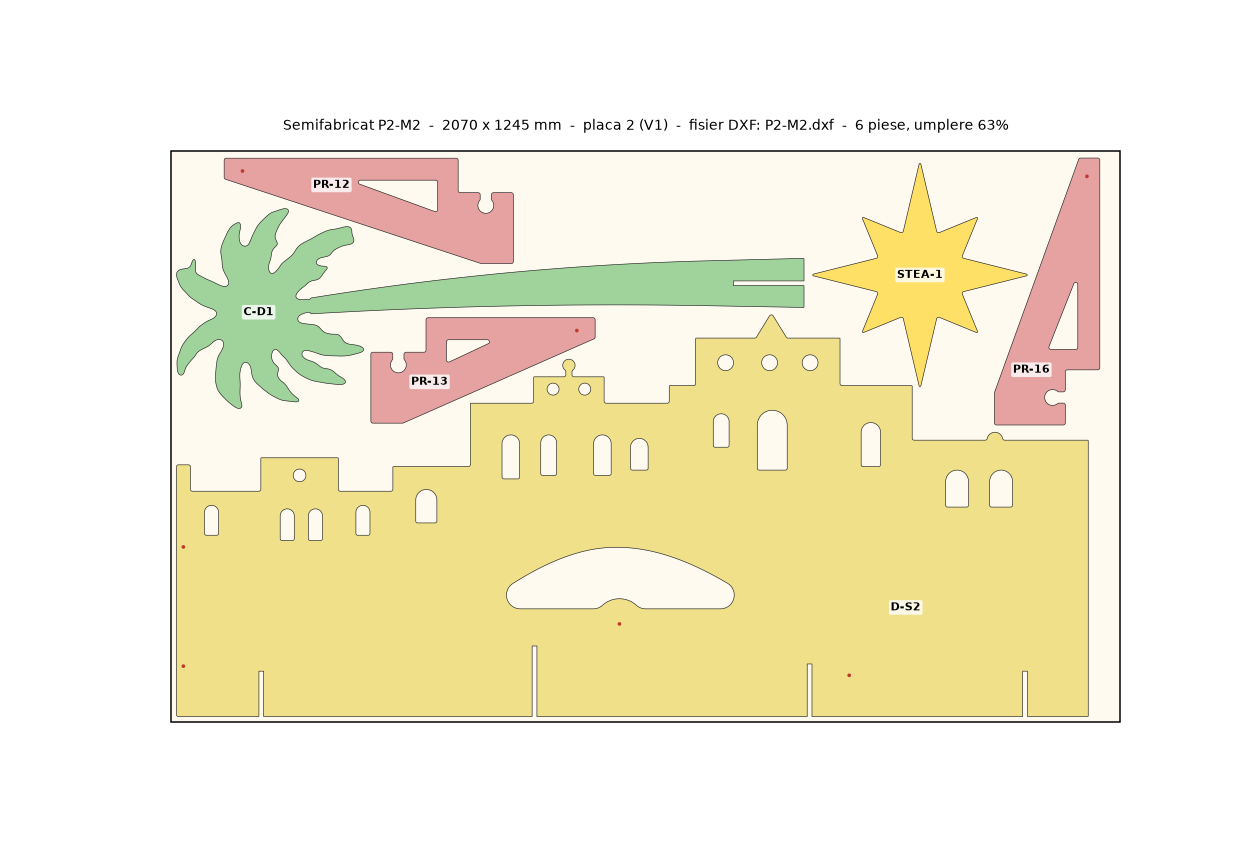 Semifabricat P2-M2 - 2070 x 1245 mm - placa 2 (V1) - fisier DXF: P2-M2.dxf - 6 piese, umplere 63%
PR-12
STEA-1
C-D1
PR-16
PR-13
D-S2